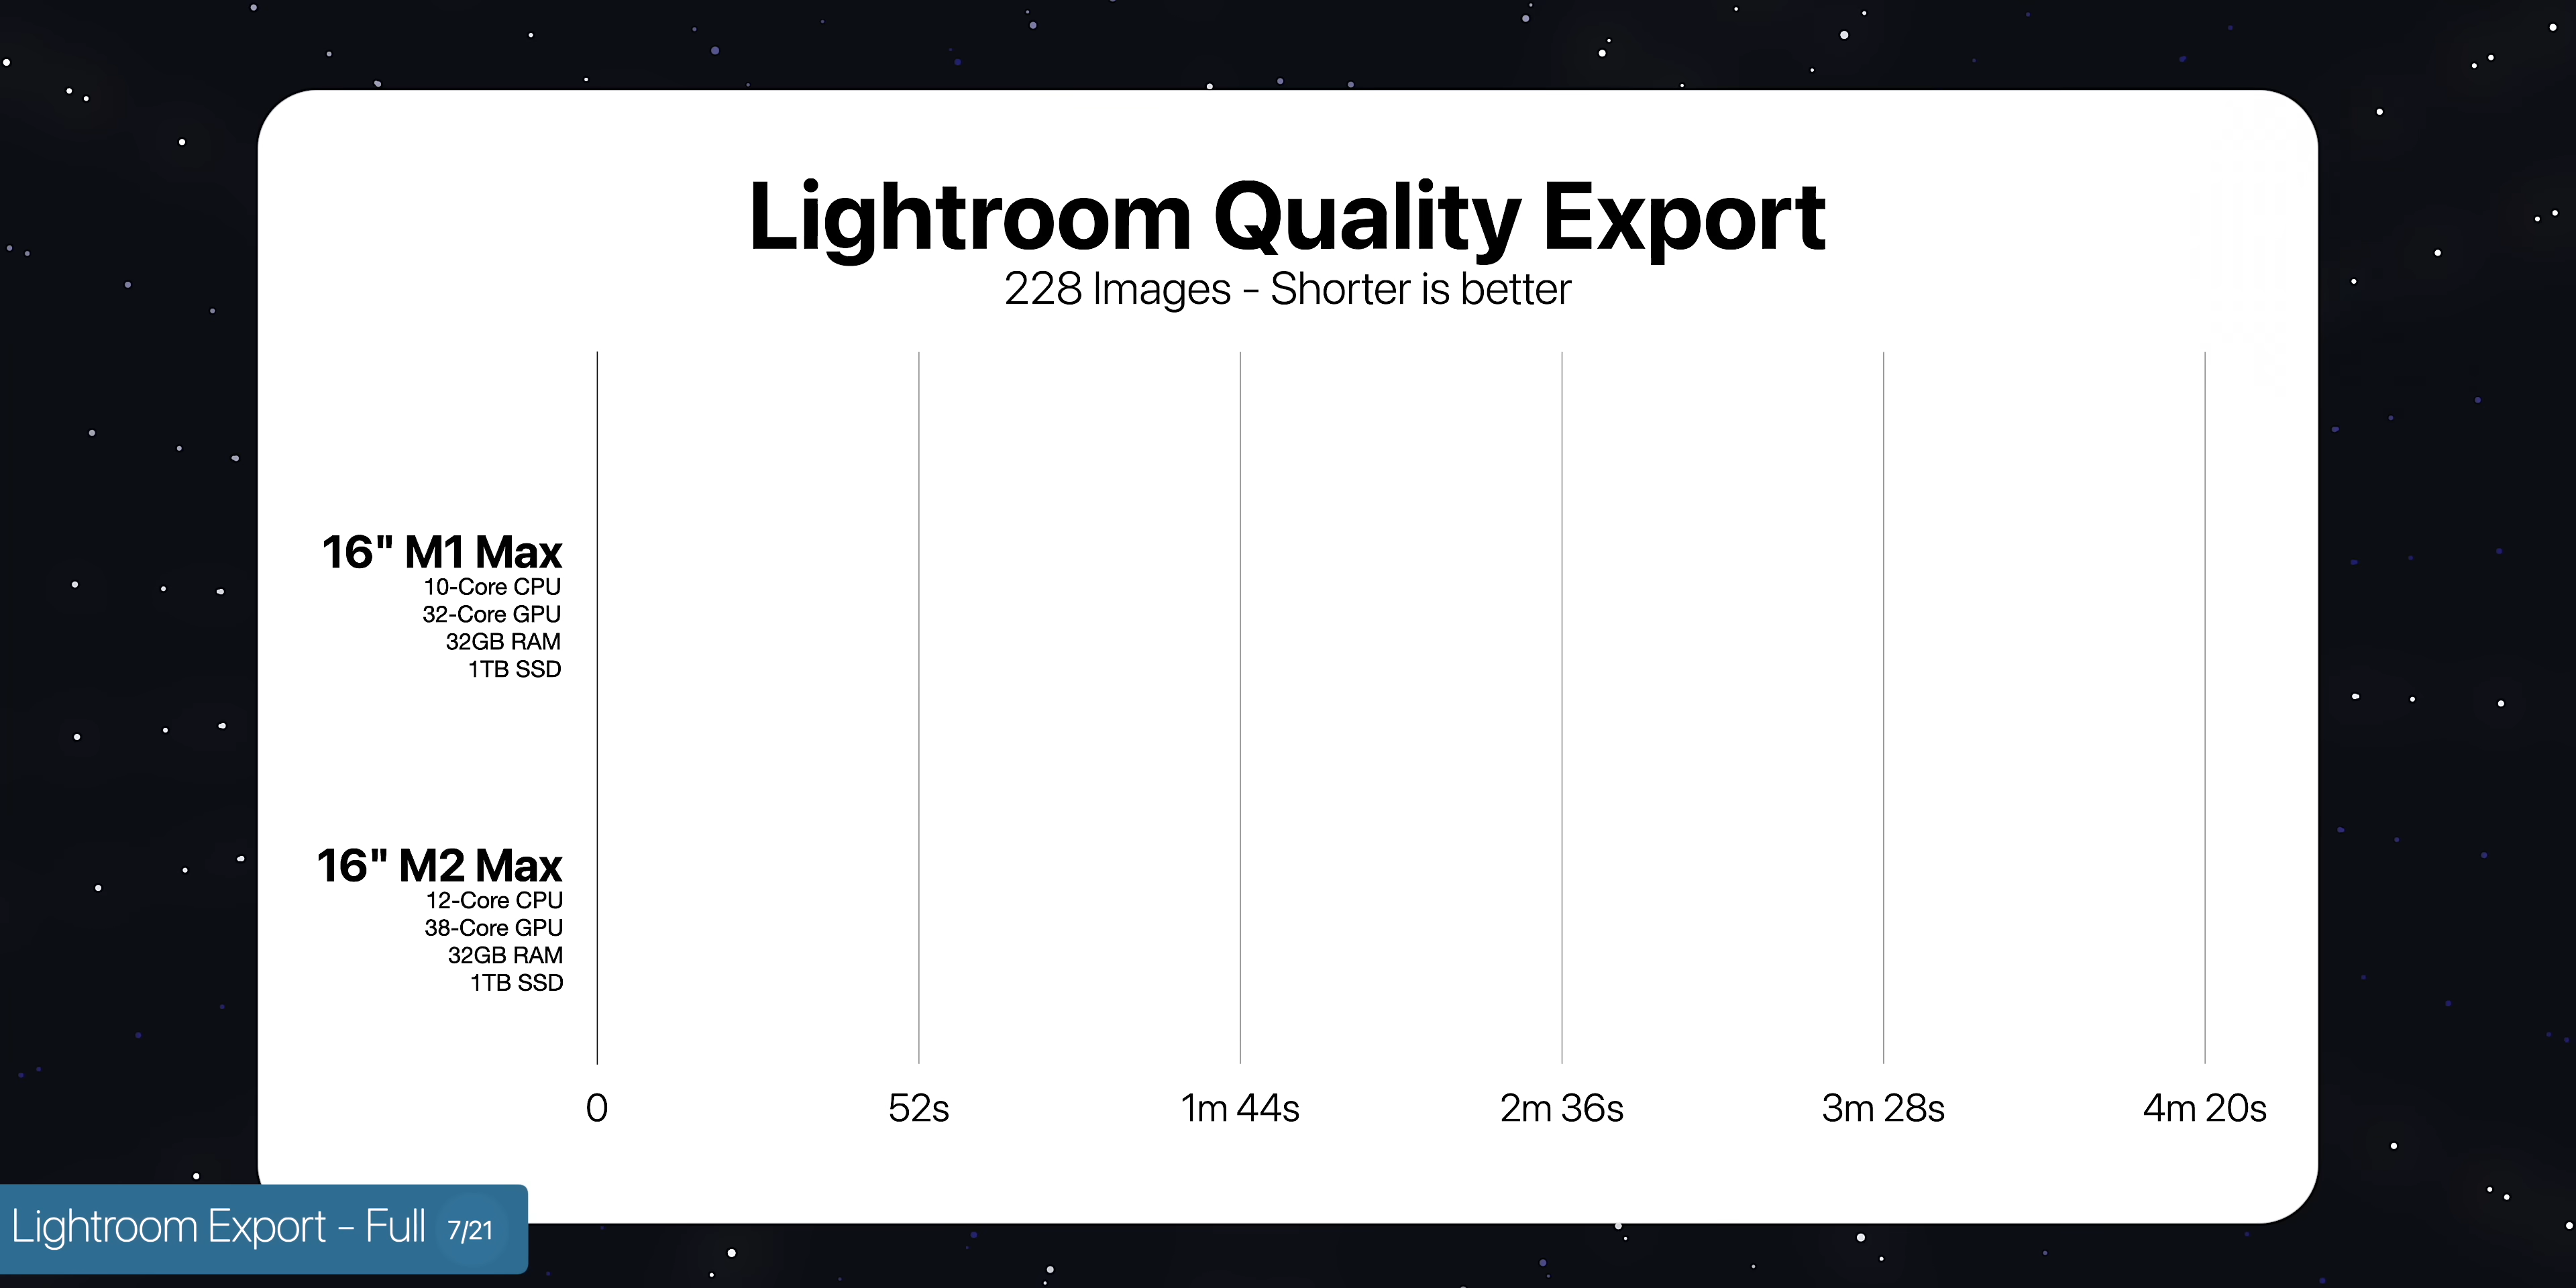 Lightroom Quality Export
228 Images - Shorter is better
16" M1 Max
10-Core CPU
32-Core GPU
32GB RAM
1TB SSD
16" M2 Max
12-Core CPU
38-Core GPU
32GB RAM
1TB SSD
0 52s 1m 44s 2m 36s 3m 28s 4m 20s
Lightroom Export - Full 7/21